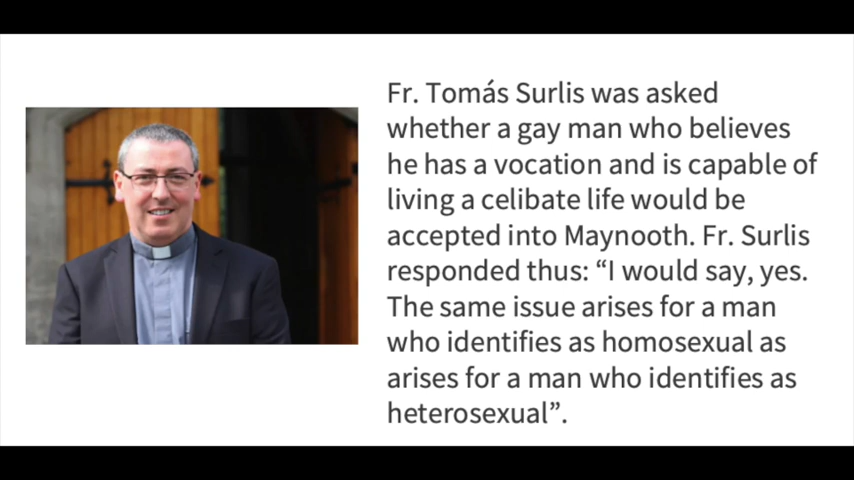 Fr. Tomás Surlis was asked
whether a gay man who believes
he has a vocation and is capable of
living a celibate life would be
accepted into Maynooth. Fr. Surlis
responded thus: “I would say, yes.
The same issue arises for a man
who identifies as homosexual as
arises for a man who identifies as
heterosexual”.